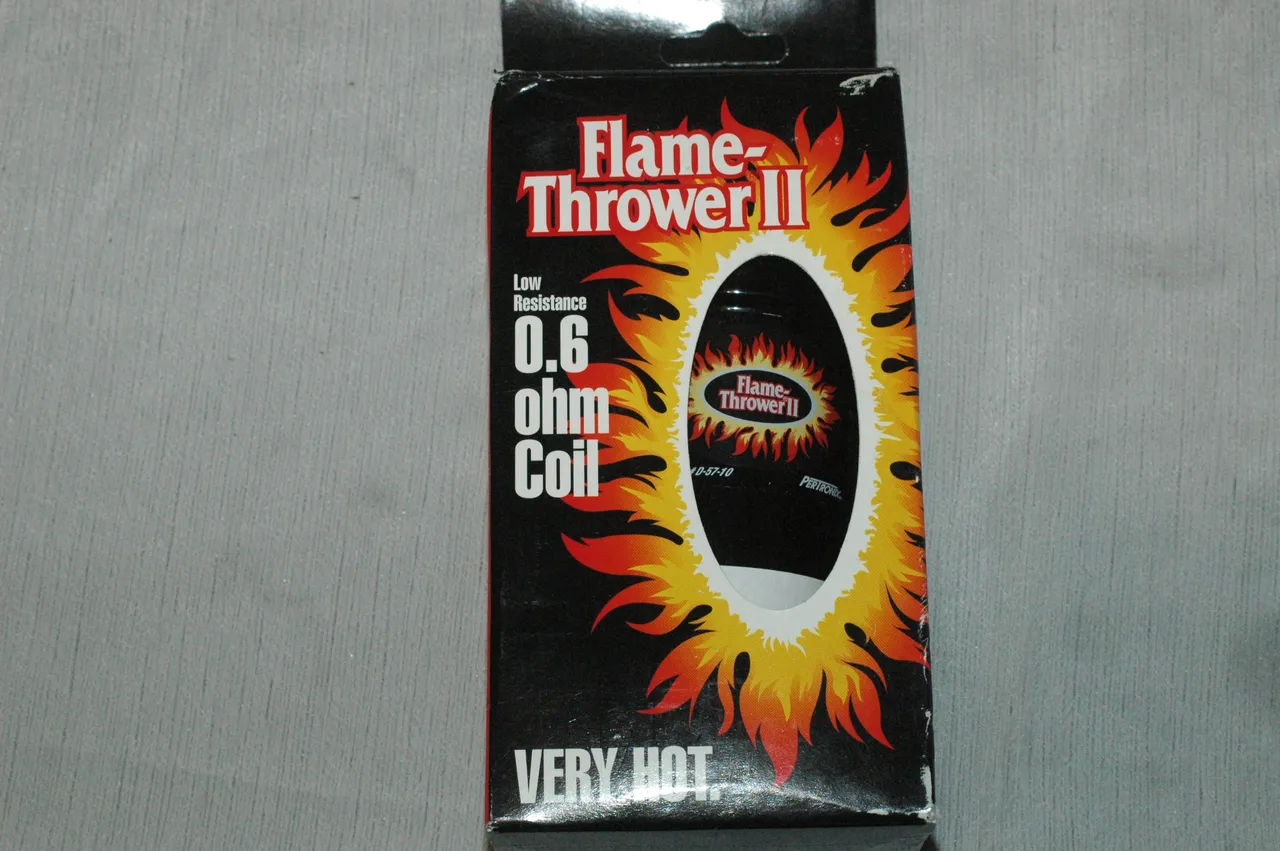 Flame-
Thrower II
Low
Resistance
0.6
ohm
Coil
Flame-
Thrower II
#D-57-10
PERTRONIX
VERY HOT.